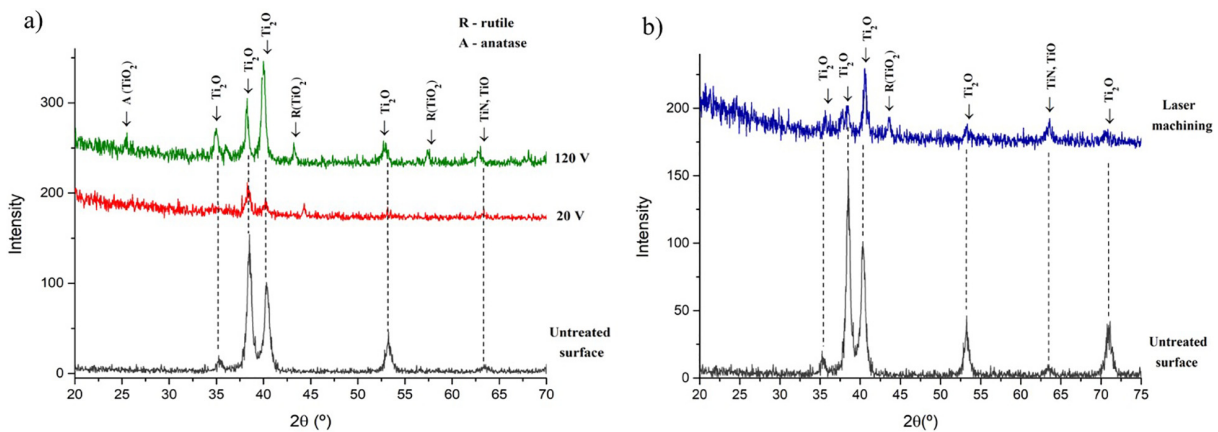 a)
R - rutile
A - anatase
A (TiO2)
Ti2O
Ti2O
Ti2O
R(TiO2)
Ti2O
R(TiO2)
TiN, TiO
120 V
20 V
Untreated
surface
Intensity
300
200
100
0
20 25 30 35 40 45 50 55 60 65 70
2θ (º)
b)
Ti2O
Ti2O
Ti2O
R(TiO2)
Ti2O
TiN, TiO
Ti2O
Laser
machining
Untreated
surface
Intensity
200
150
100
50
0
20 25 30 35 40 45 50 55 60 65 70 75
2θ (º)